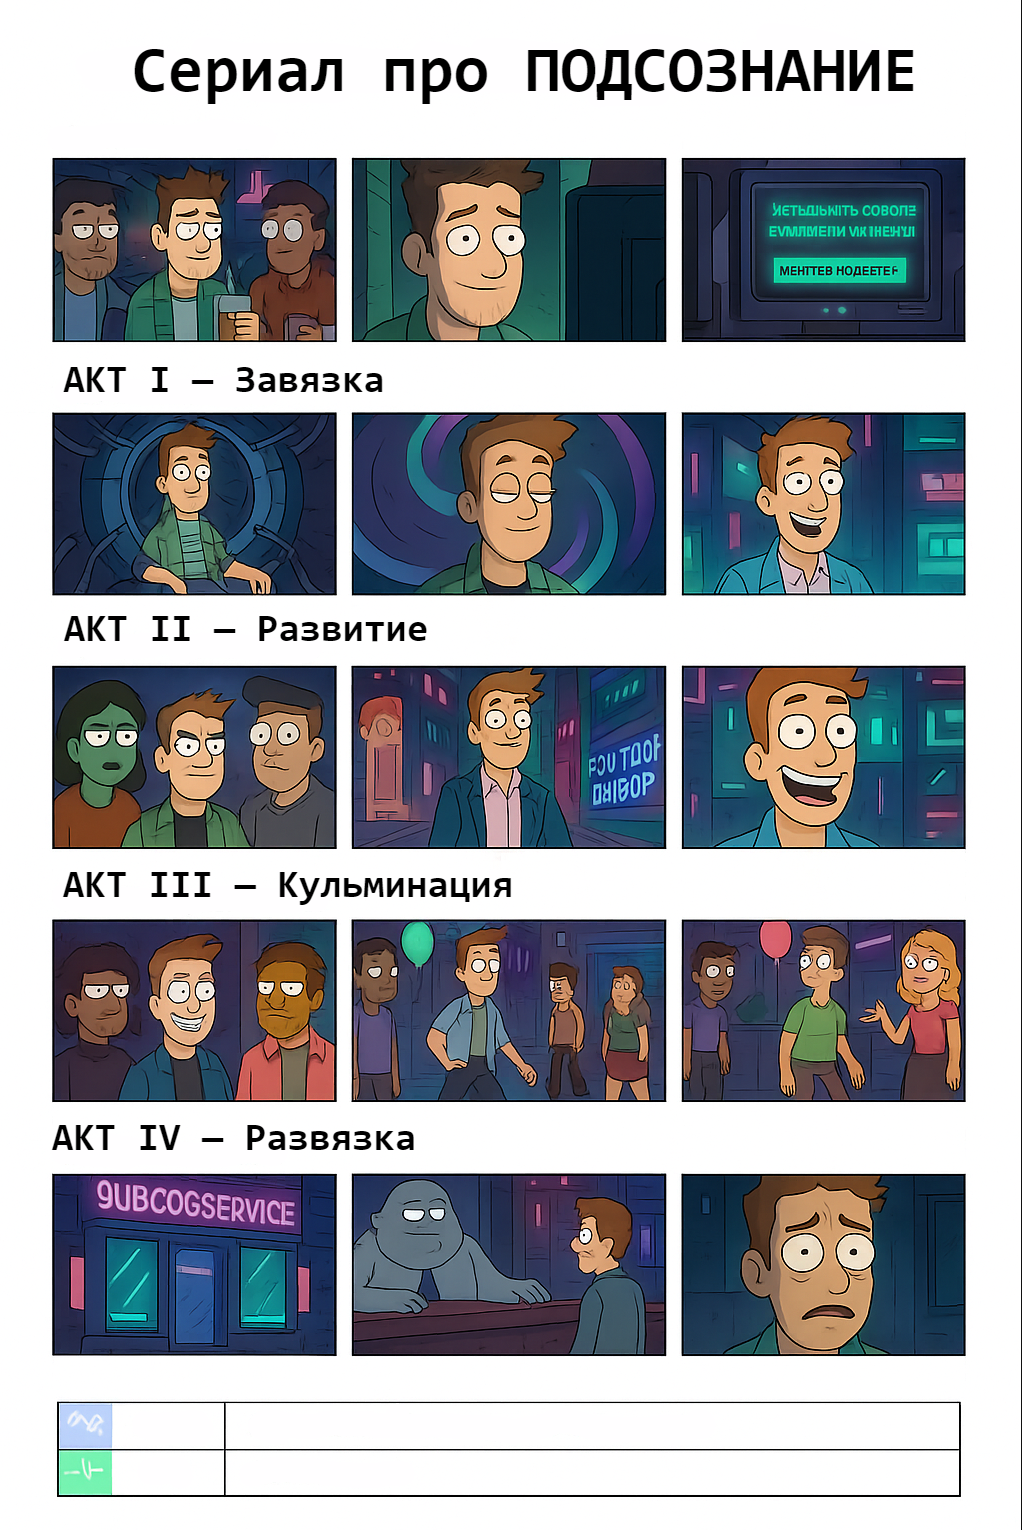 Сериал про ПОДСОЗНАНИЕ
АКТ I — Завязка
АКТ II — Развитие
АКТ III — Кульминация
АКТ IV — Развязка
9UBCOGSERVICE